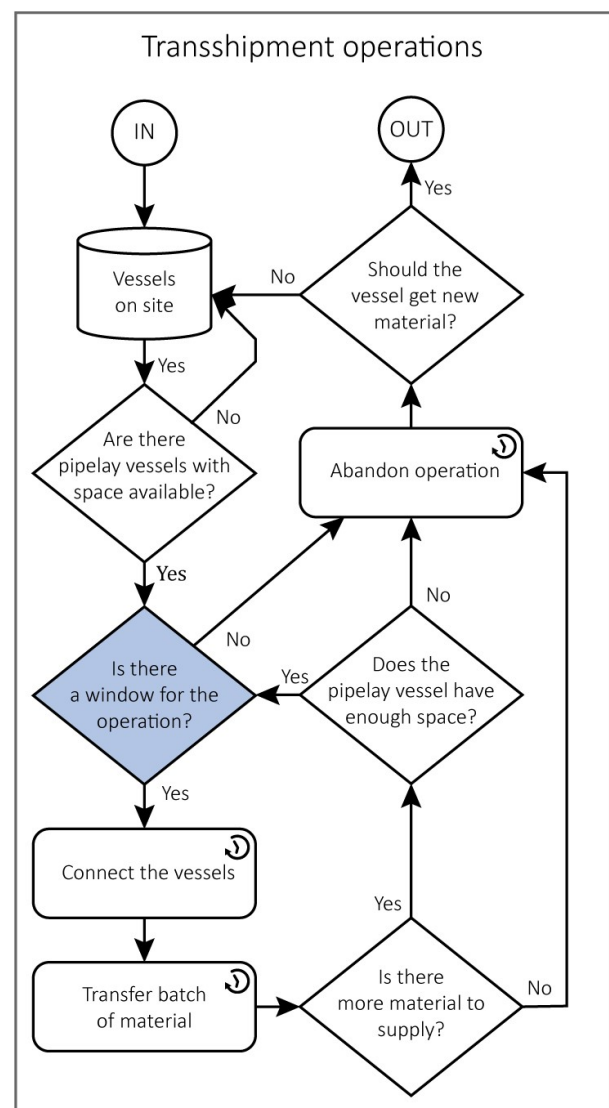 Transshipment operations
IN
OUT
Yes
Vessels
on site
No
Should the
vessel get new
material?
Yes
No
Are there
pipelay vessels with
space available?
Abandon operation
Yes
No
No
Is there
a window for the
operation?
Yes
Does the
pipelay vessel have
enough space?
Yes
Connect the vessels
Yes
Transfer batch
of material
Is there
more material to
supply?
No